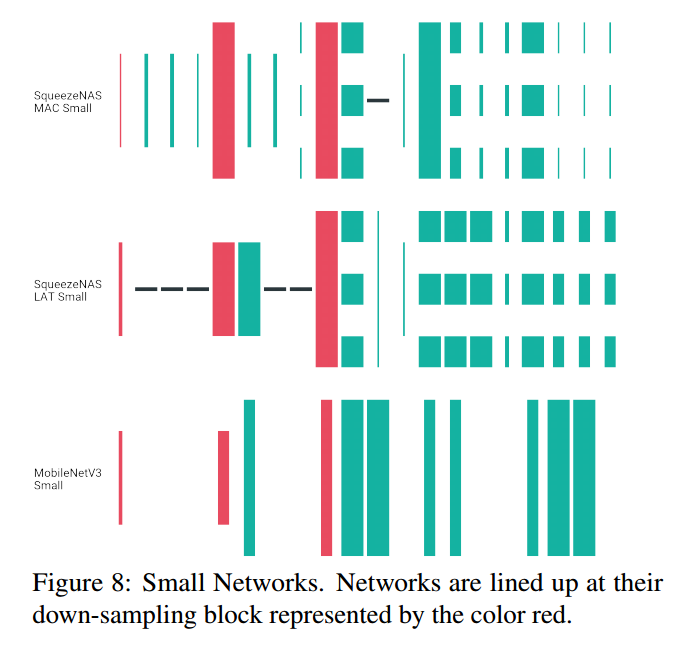 SqueezeNAS
MAC Small
SqueezeNAS
LAT Small
MobileNetV3
Small
Figure 8: Small Networks. Networks are lined up at their
down-sampling block represented by the color red.